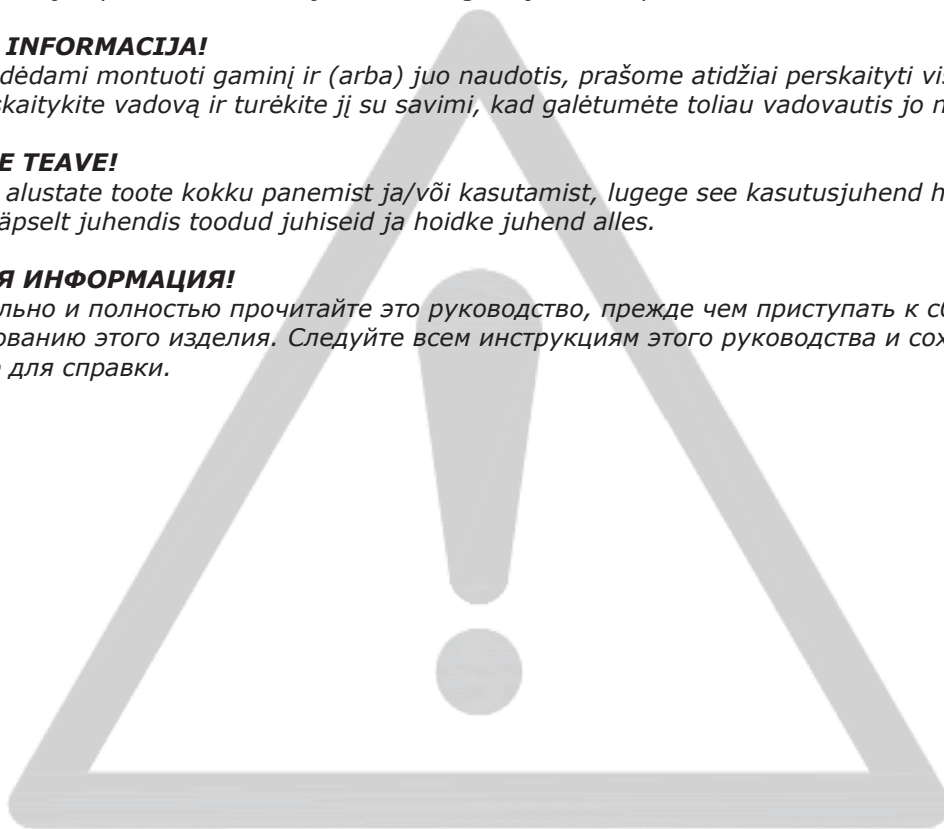 INFORMACIJA!
dėdami montuoti gaminį ir (arba) juo naudotis, prašome atidžiai perskaityti vis
skaitykite vadovą ir turėkite jį su savimi, kad galėtumėte toliau vadovautis jo n
E TEAVE!
alustate toote kokku panemist ja/või kasutamist, lugege see kasutusjuhend h
äpselt juhendis toodud juhiseid ja hoidke juhend alles.
Я ИНФОРМАЦИЯ!
льно и полностью прочитайте это руководство, прежде чем приступать к сб
ованию этого изделия. Следуйте всем инструкциям этого руководства и сох
для справки.